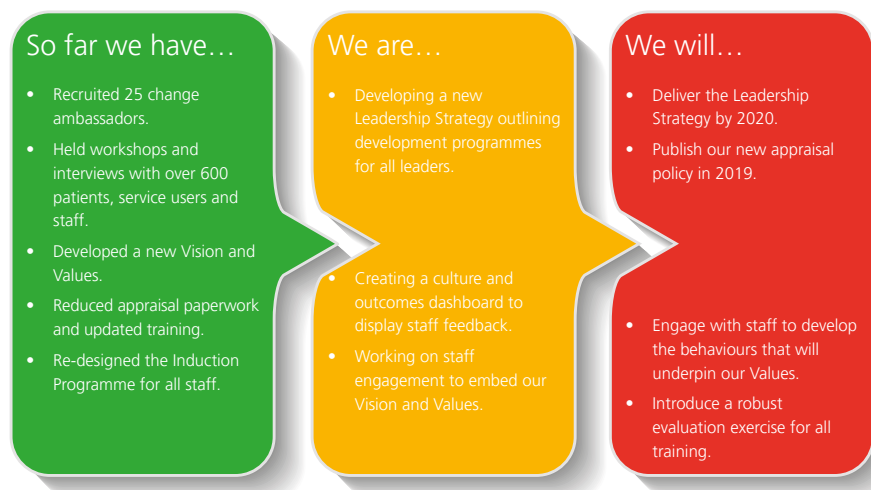 So far we have…
• Recruited 25 change
ambassadors.
• Held workshops and
interviews with over 600
patients, service users and
staff.
• Developed a new Vision and
Values.
• Reduced appraisal paperwork
and updated training.
• Re-designed the Induction
Programme for all staff.
We are…
• Developing a new
Leadership Strategy outlining
development programmes
for all leaders.
• Creating a culture and
outcomes dashboard to
display staff feedback.
• Working on staff
engagement to embed our
Vision and Values.
We will…
• Deliver the Leadership
Strategy by 2020.
• Publish our new appraisal
policy in 2019.
• Engage with staff to develop
the behaviours that will
underpin our Values.
• Introduce a robust
evaluation exercise for all
training.